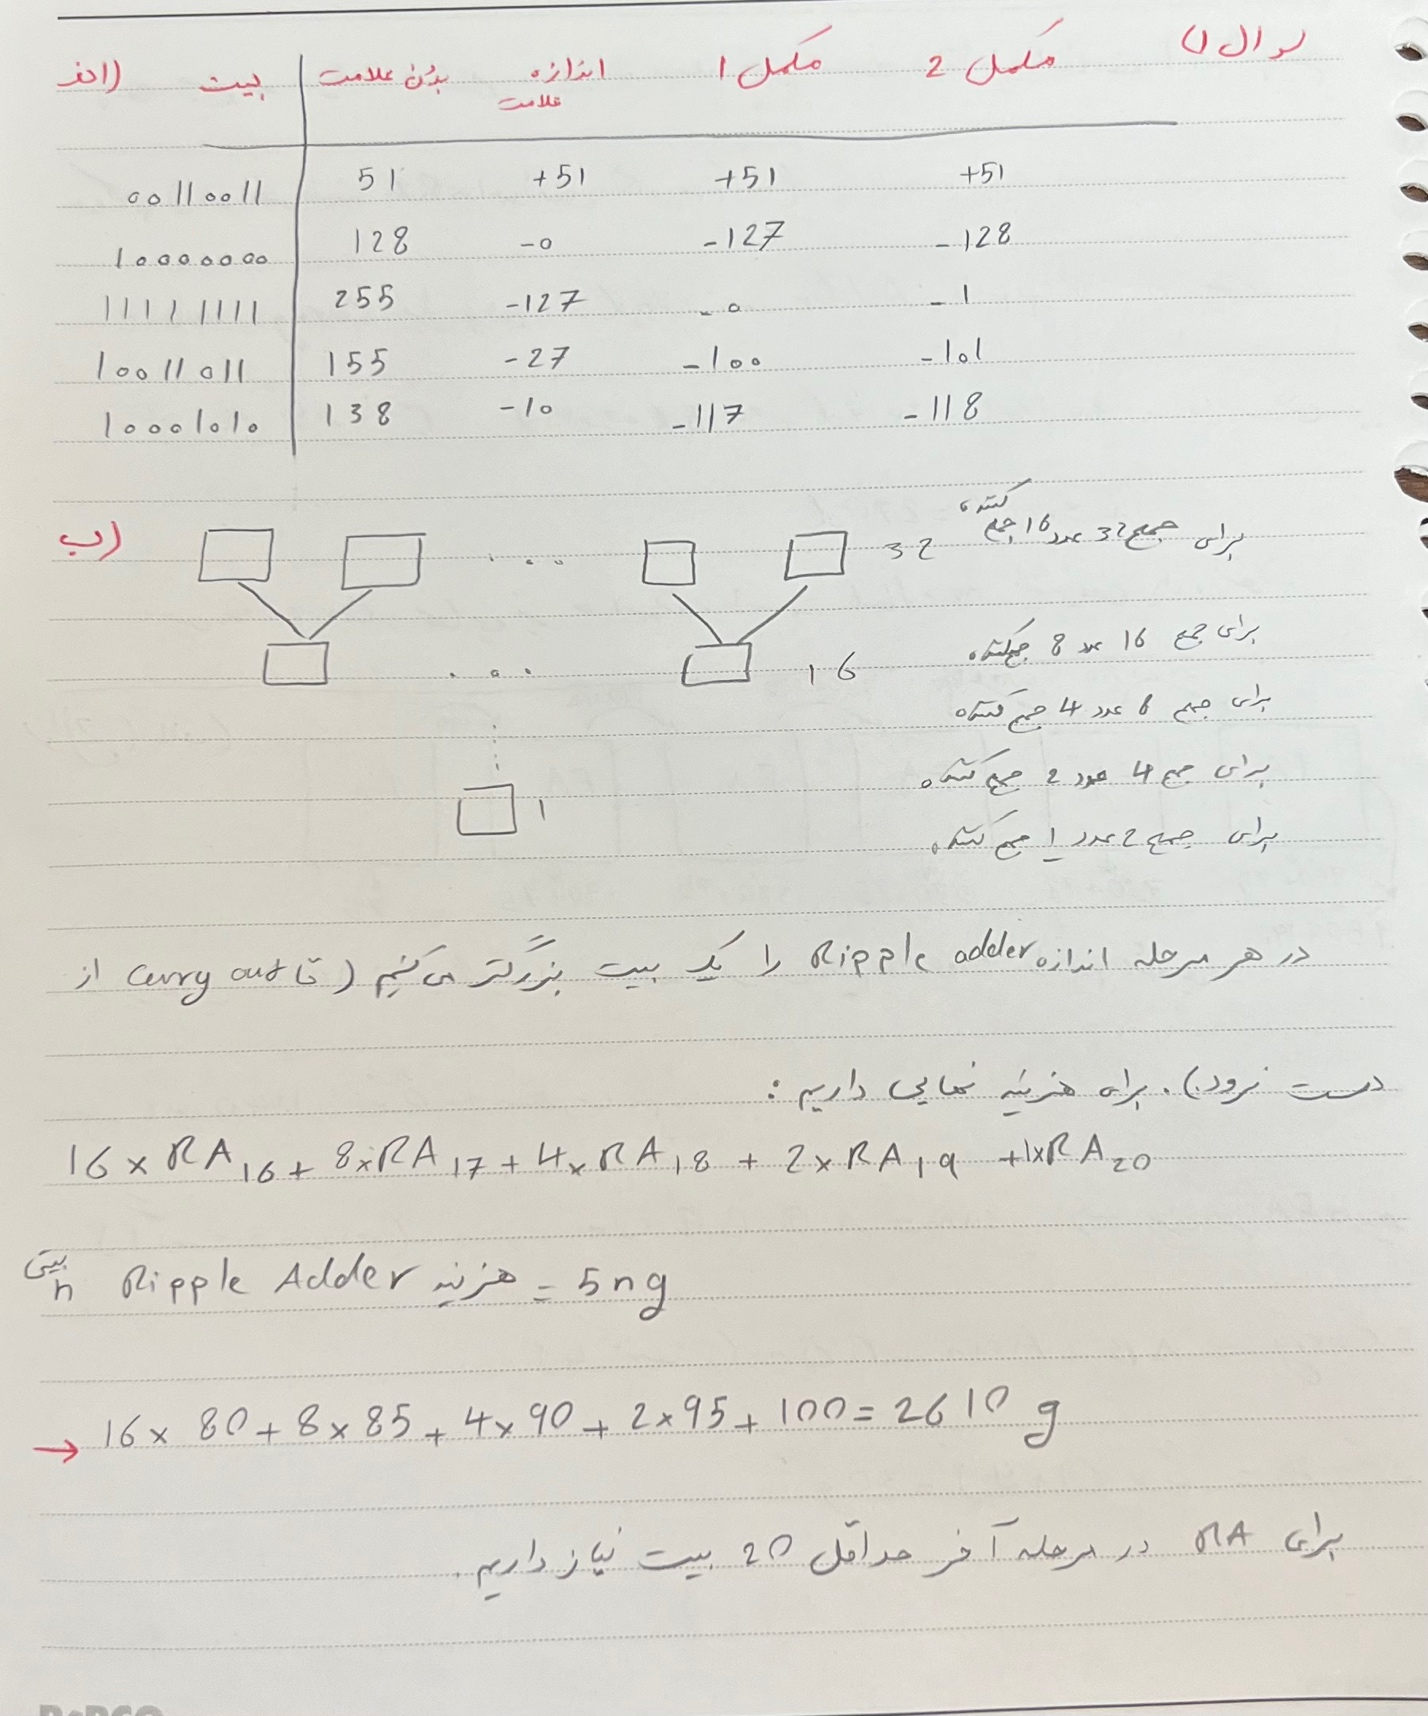 سوال ۱)
الف) بیت بدون علامت اندازه علامت مکمل 1 مکمل 2
00110011 51 +51 +51 +51
10000000 128 -0 -127 -128
11111111 255 -127 -0 -1
10011011 155 -27 -100 -101
10001010 138 -10 -117 -118
ب)
... 32 برای جمع 32 عدد 16 جمع کننده
... 16 برای جمع 16 عدد 8 جمع کننده
برای جمع 8 عدد 4 جمع کننده
برای جمع 4 عدد 2 جمع کننده
1
برای جمع 2 عدد 1 جمع کننده
در هر مرحله اندازه Ripple adder را یک بیت بزرگتر می‌کنیم (تا carry out از
دست نرود). برای هزینه نهایی داریم:
16 × RA16 + 8×RA17 + 4×RA18 + 2×RA19 + 1×RA20
n بیتی Ripple Adder هزینه = 5ng
→ 16 × 80 + 8 × 85 + 4 × 90 + 2 × 95 + 100 = 2610 g
برای RA در مرحله آخر حداقل 20 بیت نیاز داریم.